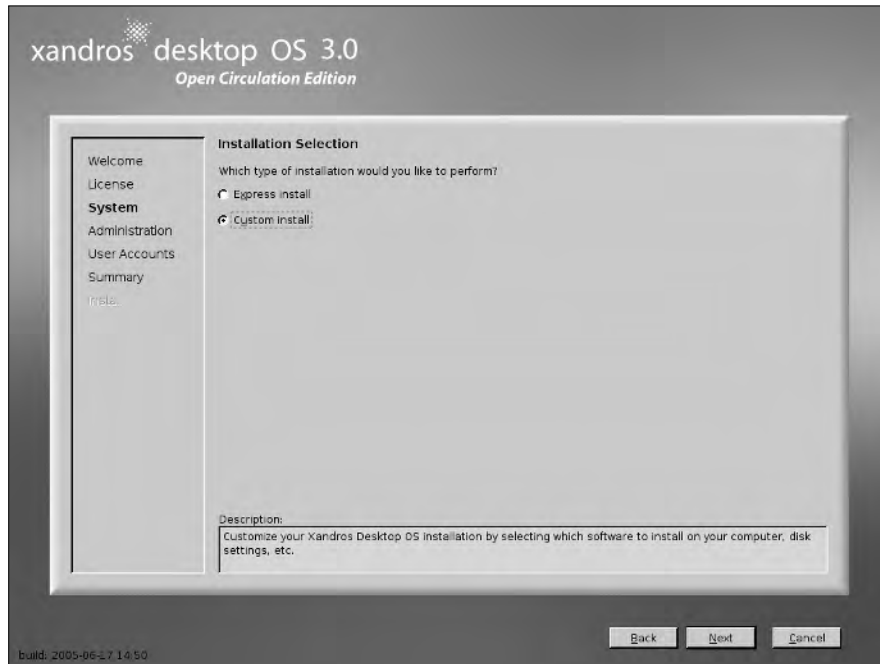 xandros desktop OS 3.0
Open Circulation Edition
Welcome
License
System
Administration
User Accounts
Summary
Install
Installation Selection
Which type of installation would you like to perform?
Express install
Custom install
Description:
Customize your Xandros Desktop OS installation by selecting which software to install on your computer, disk
settings, etc.
Back Next Cancel
build: 2005-06-17 14:50